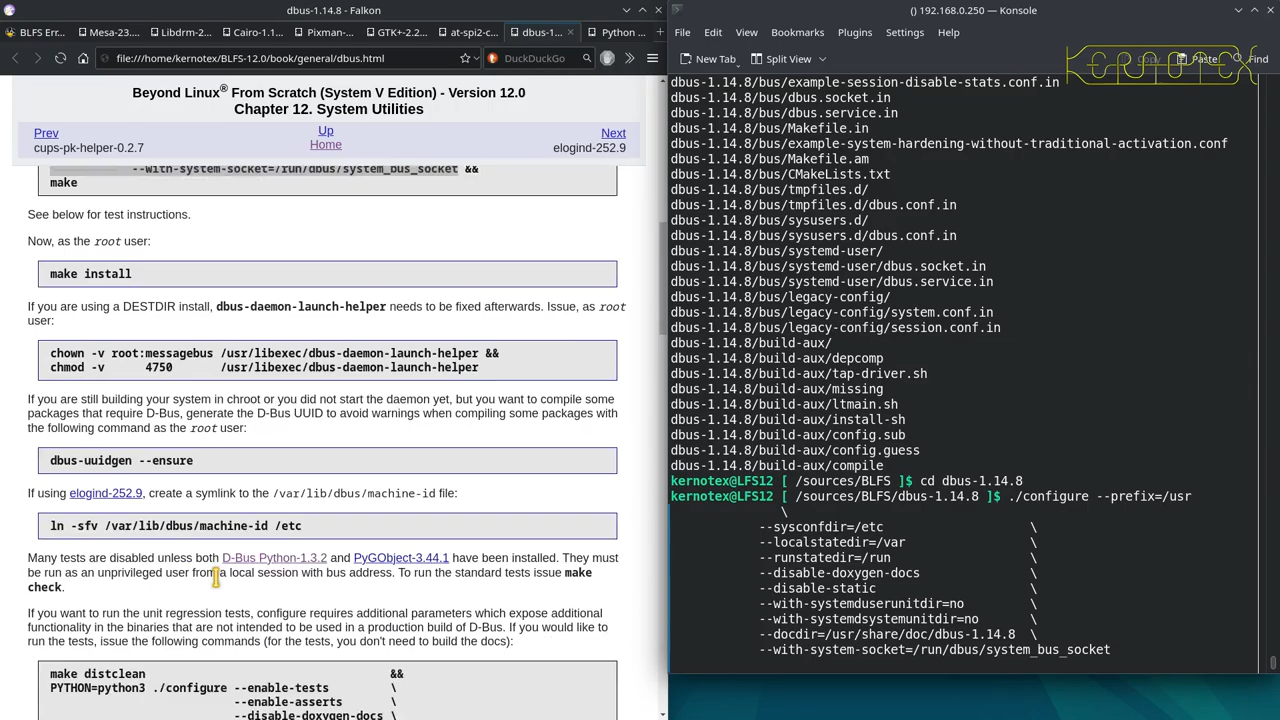 dbus-1.14.8 - Falkon
BLFS Err...
Mesa-23....
Libdrm-2...
Cairo-1.1...
Pixman-...
GTK+-2.2...
at-spi2-c...
dbus-1...
Python ...
file:///home/kernotex/BLFS-12.0/book/general/dbus.html
DuckDuckGo
Beyond Linux® From Scratch (System V Edition) - Version 12.0
Chapter 12. System Utilities
Prev
Up
Next
cups-pk-helper-0.2.7
Home
elogind-252.9
--with-system-socket=/run/dbus/system_bus_socket &&
make
See below for test instructions.
Now, as the root user:
make install
If you are using a DESTDIR install, dbus-daemon-launch-helper needs to be fixed afterwards. Issue, as root
user:
chown -v root:messagebus /usr/libexec/dbus-daemon-launch-helper &&
chmod -v      4750       /usr/libexec/dbus-daemon-launch-helper
If you are still building your system in chroot or you did not start the daemon yet, but you want to compile some
packages that require D-Bus, generate the D-Bus UUID to avoid warnings when compiling some packages with
the following command as the root user:
dbus-uuidgen --ensure
If using elogind-252.9, create a symlink to the /var/lib/dbus/machine-id file:
ln -sfv /var/lib/dbus/machine-id /etc
Many tests are disabled unless both D-Bus Python-1.3.2 and PyGObject-3.44.1 have been installed. They must
be run as an unprivileged user from a local session with bus address. To run the standard tests issue make
check.
If you want to run the unit regression tests, configure requires additional parameters which expose additional
functionality in the binaries that are not intended to be used in a production build of D-Bus. If you would like to
run the tests, issue the following commands (for the tests, you don't need to build the docs):
make distclean                        &&
PYTHON=python3 ./configure --enable-tests         \
--enable-asserts       \
--disable-doxygen-docs \
() 192.168.0.250 — Konsole
File Edit View Bookmarks Plugins Settings Help
New Tab Split View Copy Paste Find
KERNOTEX
dbus-1.14.8/bus/example-session-disable-stats.conf.in
dbus-1.14.8/bus/dbus.socket.in
dbus-1.14.8/bus/dbus.service.in
dbus-1.14.8/bus/Makefile.in
dbus-1.14.8/bus/example-system-hardening-without-traditional-activation.conf
dbus-1.14.8/bus/Makefile.am
dbus-1.14.8/bus/CMakeLists.txt
dbus-1.14.8/bus/tmpfiles.d/
dbus-1.14.8/bus/tmpfiles.d/dbus.conf.in
dbus-1.14.8/bus/sysusers.d/
dbus-1.14.8/bus/sysusers.d/dbus.conf.in
dbus-1.14.8/bus/systemd-user/
dbus-1.14.8/bus/systemd-user/dbus.socket.in
dbus-1.14.8/bus/systemd-user/dbus.service.in
dbus-1.14.8/bus/legacy-config/
dbus-1.14.8/bus/legacy-config/system.conf.in
dbus-1.14.8/bus/legacy-config/session.conf.in
dbus-1.14.8/build-aux/
dbus-1.14.8/build-aux/depcomp
dbus-1.14.8/build-aux/tap-driver.sh
dbus-1.14.8/build-aux/missing
dbus-1.14.8/build-aux/ltmain.sh
dbus-1.14.8/build-aux/install-sh
dbus-1.14.8/build-aux/config.sub
dbus-1.14.8/build-aux/config.guess
dbus-1.14.8/build-aux/compile
kernotex@LFS12 [ /sources/BLFS ]$ cd dbus-1.14.8
kernotex@LFS12 [ /sources/BLFS/dbus-1.14.8 ]$ ./configure --prefix=/usr
\
--sysconfdir=/etc                    \
--localstatedir=/var                 \
--runstatedir=/run                   \
--disable-doxygen-docs               \
--disable-static                     \
--with-systemduserunitdir=no         \
--with-systemdsystemunitdir=no       \
--docdir=/usr/share/doc/dbus-1.14.8  \
--with-system-socket=/run/dbus/system_bus_socket